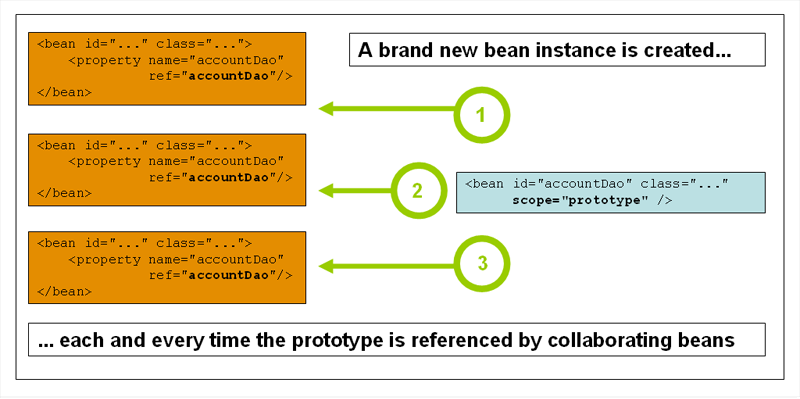 <bean id="..." class="...">
<property name="accountDao"
ref="accountDao"/>
</bean>
A brand new bean instance is created...
1
<bean id="..." class="...">
<property name="accountDao"
ref="accountDao"/>
</bean>
2
<bean id="accountDao" class="..."
scope="prototype" />
<bean id="..." class="...">
<property name="accountDao"
ref="accountDao"/>
</bean>
3
... each and every time the prototype is referenced by collaborating beans